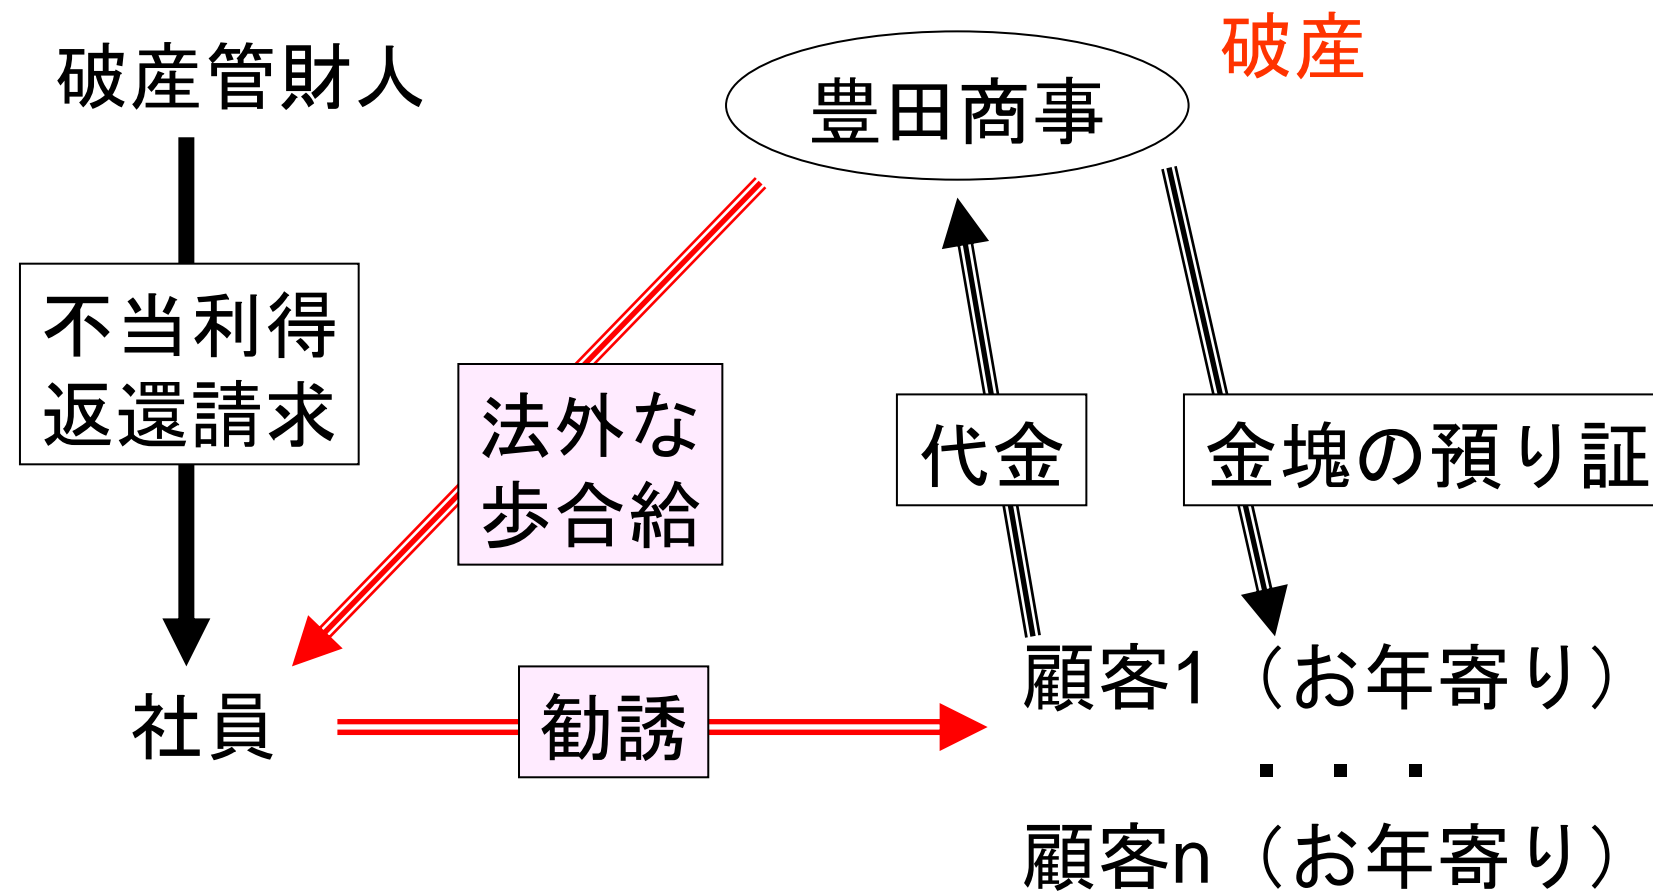 破産管財人
豊田商事
破産
不当利得
返還請求
法外な
歩合給
代金
金塊の預り証
社員
勧誘
顧客1（お年寄り）
・・・
顧客n（お年寄り）